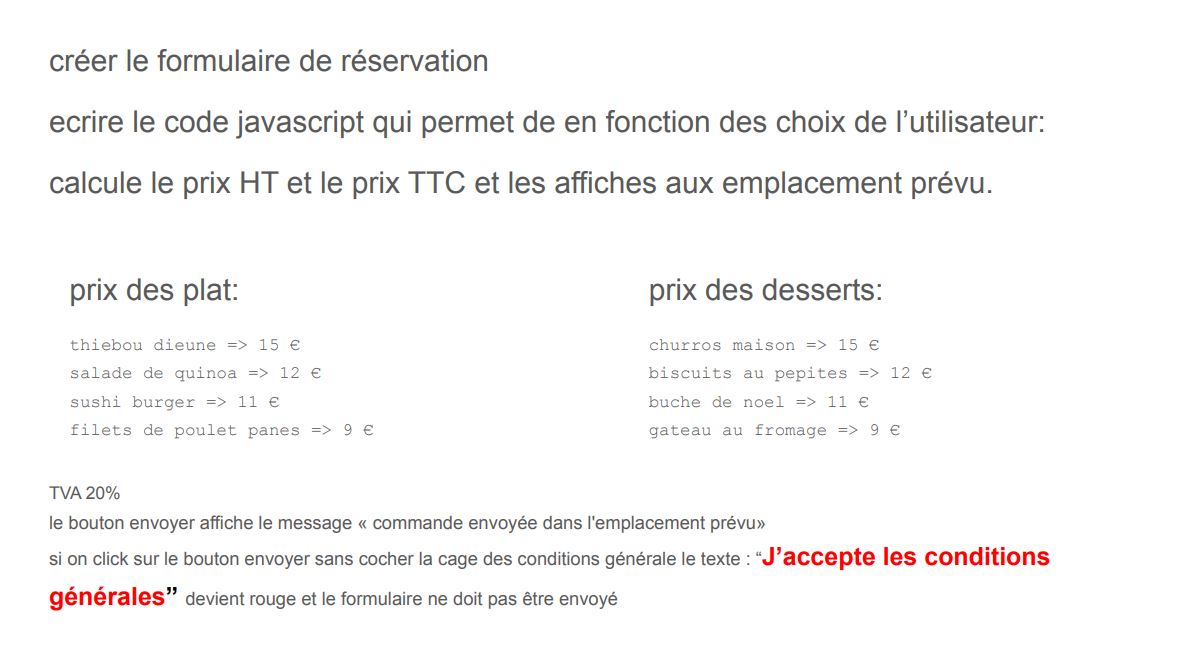 créer le formulaire de réservation
ecrire le code javascript qui permet de en fonction des choix de l’utilisateur:
calcule le prix HT et le prix TTC et les affiches aux emplacement prévu.
prix des plat:
thiebou dieune => 15 €
salade de quinoa => 12 €
sushi burger => 11 €
filets de poulet panes => 9 €
prix des desserts:
churros maison => 15 €
biscuits au pepites => 12 €
buche de noel => 11 €
gateau au fromage => 9 €
TVA 20%
le bouton envoyer affiche le message « commande envoyée dans l'emplacement prévu»
si on click sur le bouton envoyer sans cocher la cage des conditions générale le texte : “J’accepte les conditions
générales” devient rouge et le formulaire ne doit pas être envoyé